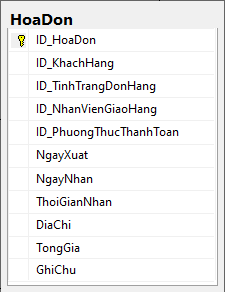 HoaDon
ID_HoaDon
ID_KhachHang
ID_TinhTrangDonHang
ID_NhanVienGiaoHang
ID_PhuongThucThanhToan
NgayXuat
NgayNhan
ThoiGianNhan
DiaChi
TongGia
GhiChu